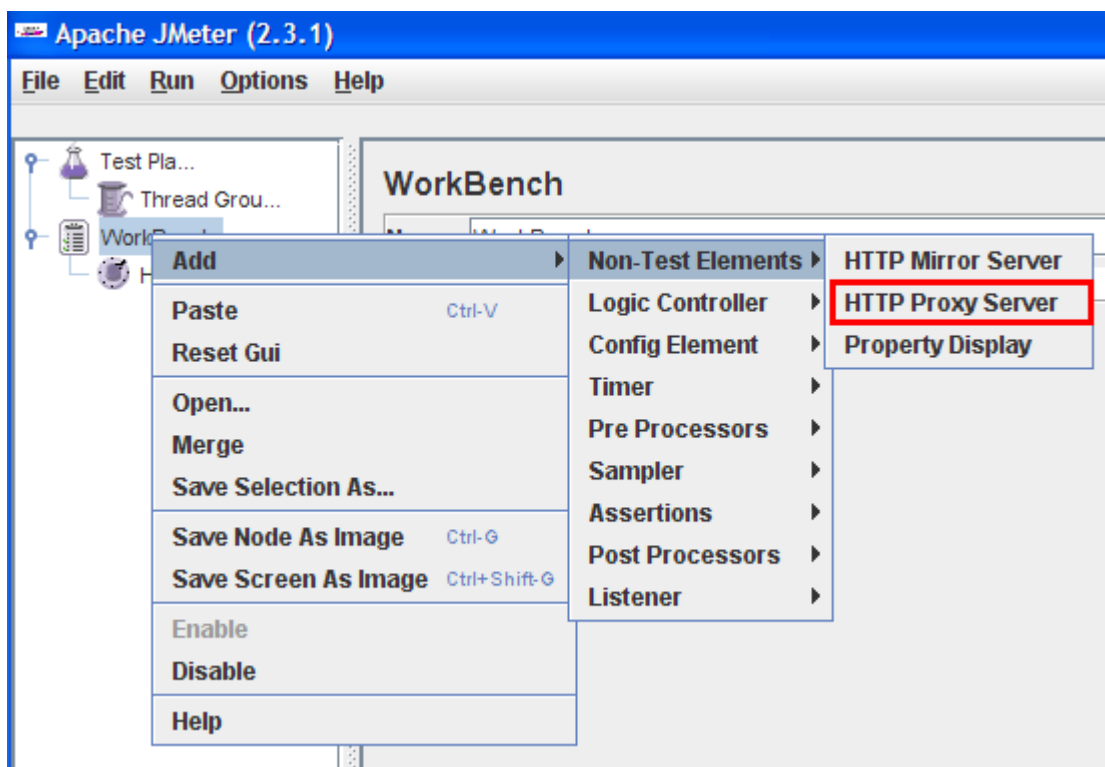 Apache JMeter (2.3.1)
File Edit Run Options Help
Test Pla...
Thread Grou...
WorkBench
Add
Paste Ctrl-V
Reset Gui
Open...
Merge
Save Selection As...
Save Node As Image Ctrl-G
Save Screen As Image Ctrl+Shift-G
Enable
Disable
Help
Non-Test Elements
Logic Controller
Config Element
Timer
Pre Processors
Sampler
Assertions
Post Processors
Listener
HTTP Mirror Server
HTTP Proxy Server
Property Display